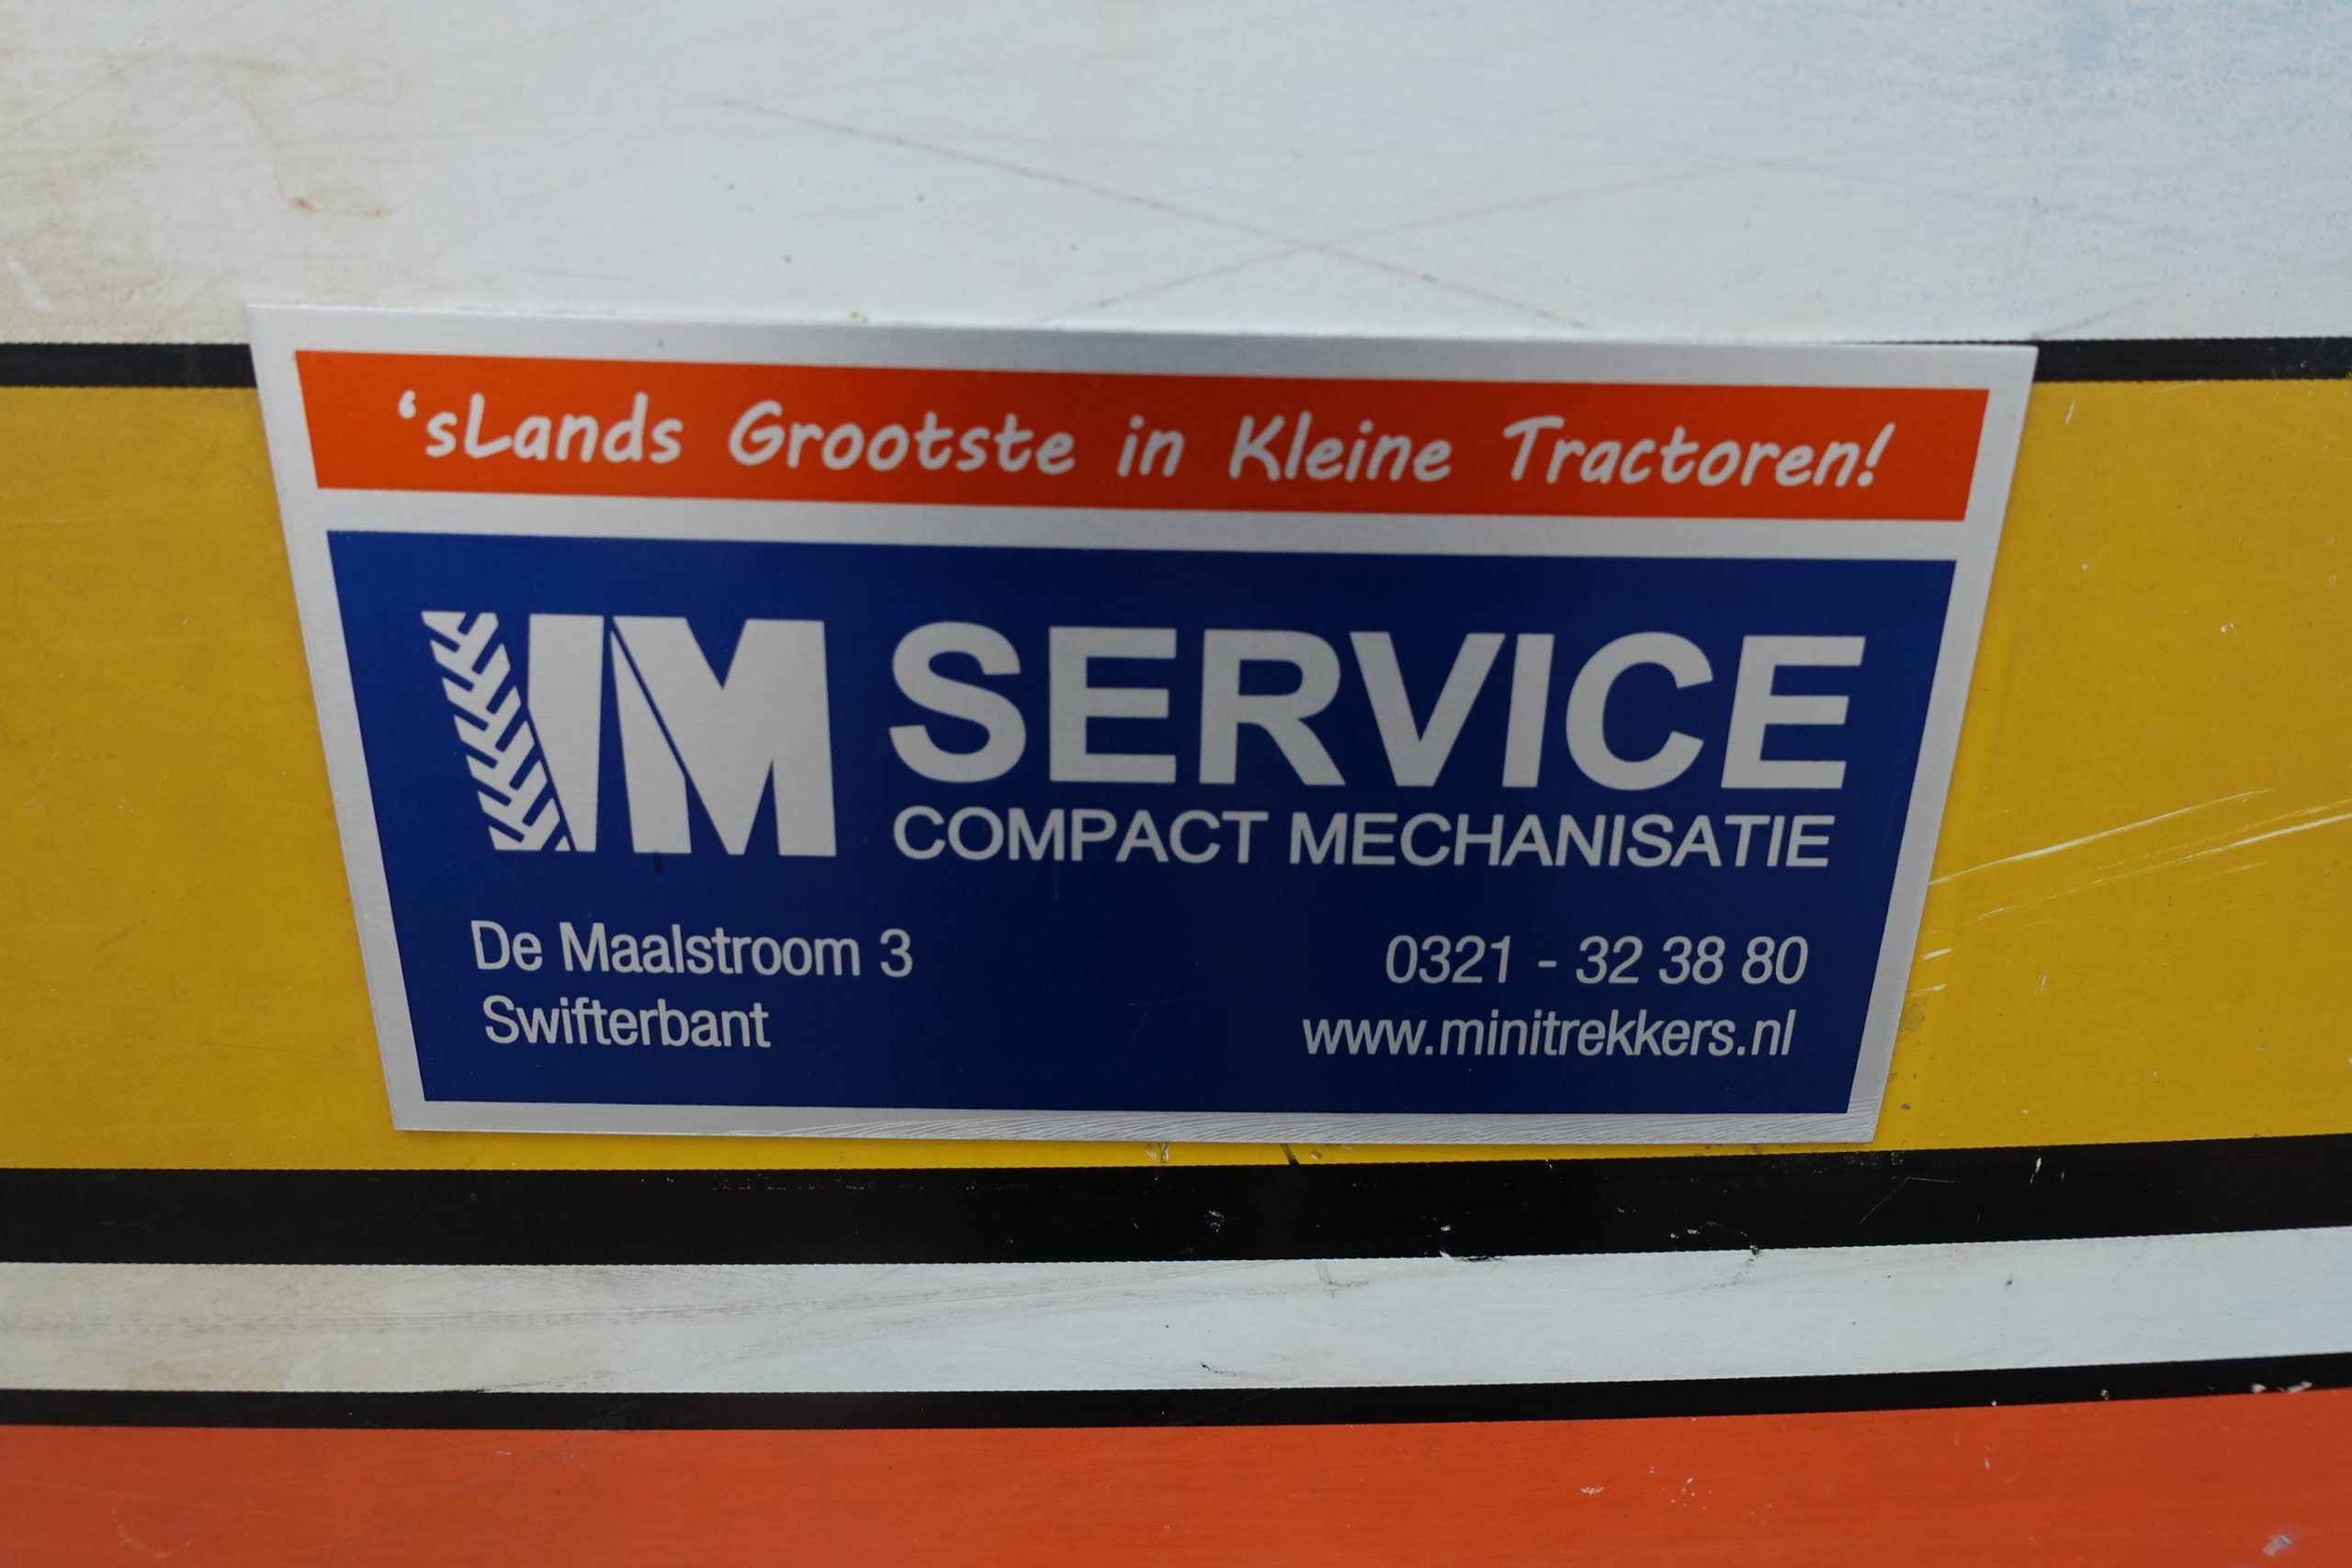 ‘sLands Grootste in Kleine Tractoren!
IM SERVICE
COMPACT MECHANISATIE
De Maalstroom 3
Swifterbant
0321 - 32 38 80
www.minitrekkers.nl